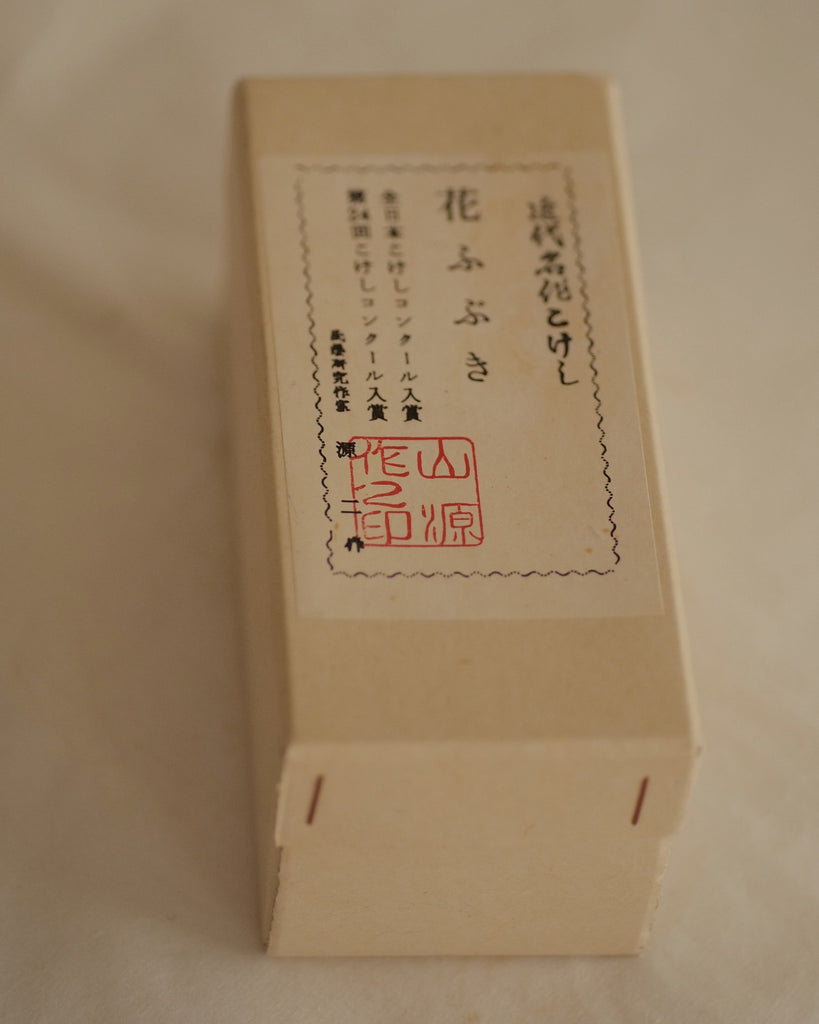 近代名作こけし
花ふぶき
全日本こけしコンクール入賞
第24回こけしコンクール入賞
研究作家 源二作
山源作之印